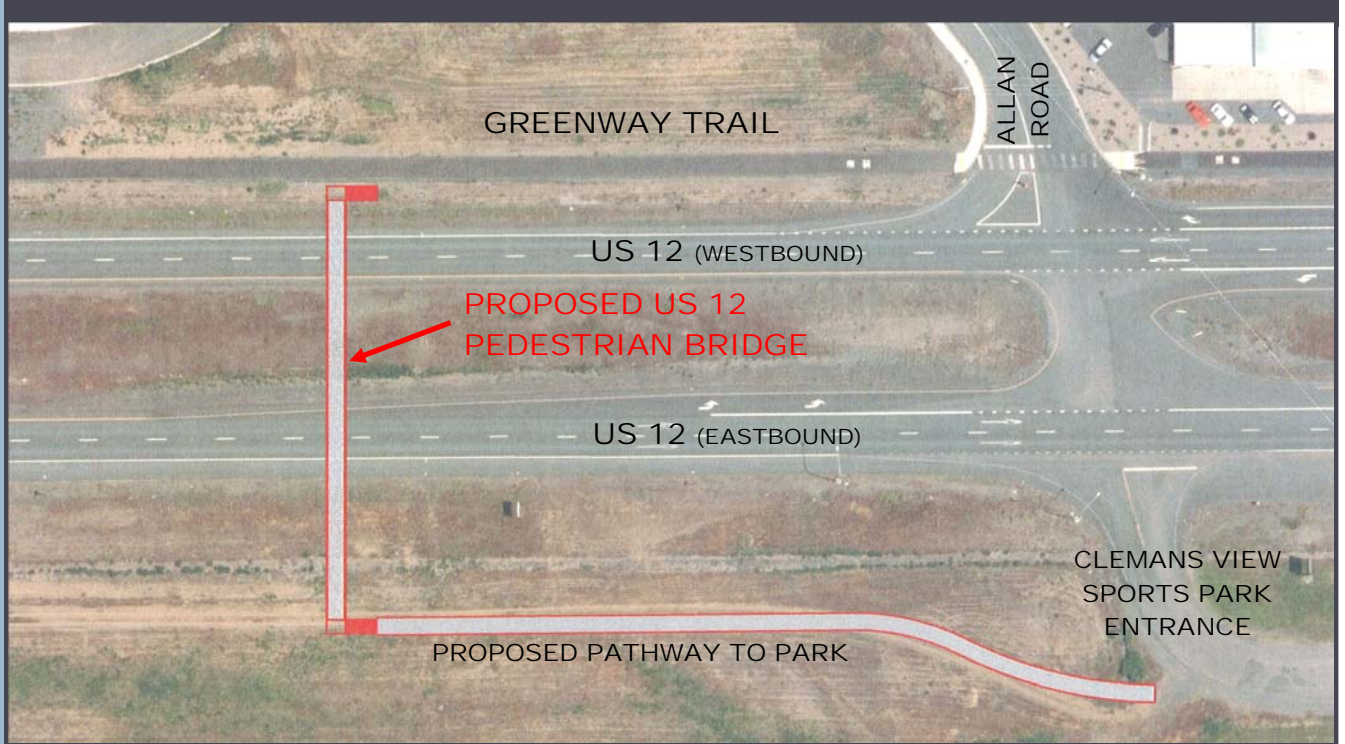 GREENWAY TRAIL
ALLAN
ROAD
US 12 (WESTBOUND)
PROPOSED US 12
PEDESTRIAN BRIDGE
US 12 (EASTBOUND)
CLEMANS VIEW
SPORTS PARK
ENTRANCE
PROPOSED PATHWAY TO PARK